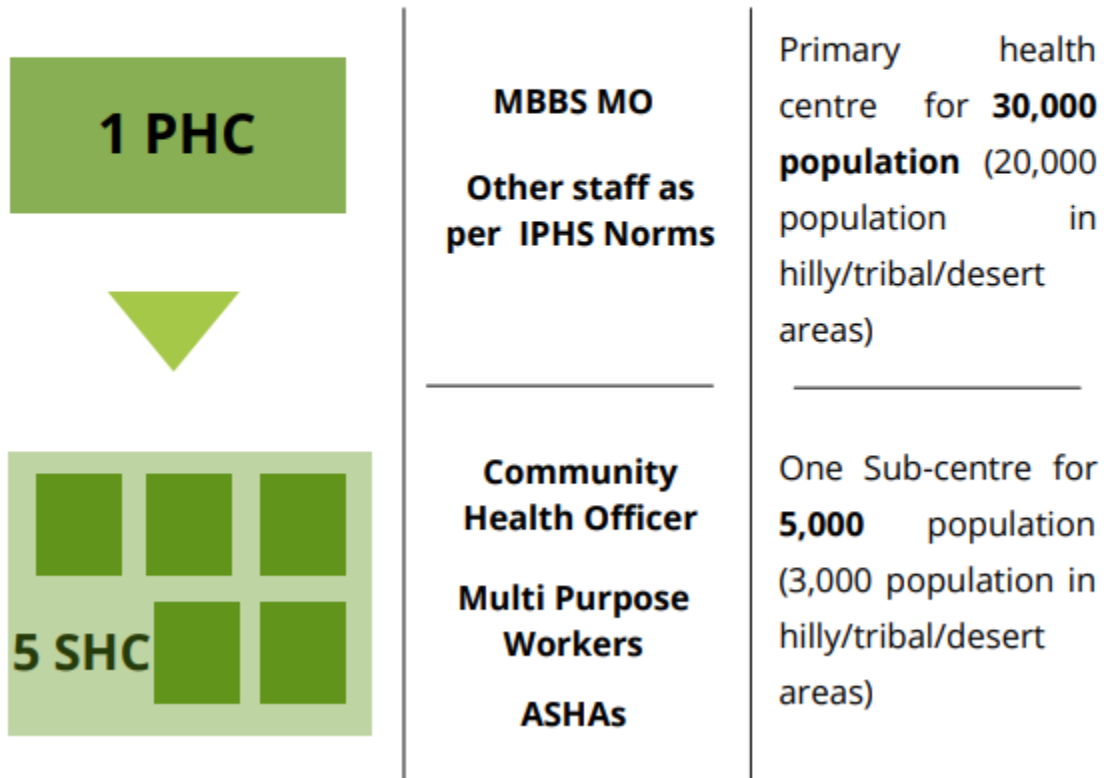 1 PHC
MBBS MO
Other staff as
per IPHS Norms
Primary health
centre for 30,000
population (20,000
population in
hilly/tribal/desert
areas)
5 SHC
Community
Health Officer
Multi Purpose
Workers
ASHAs
One Sub-centre for
5,000 population
(3,000 population in
hilly/tribal/desert
areas)